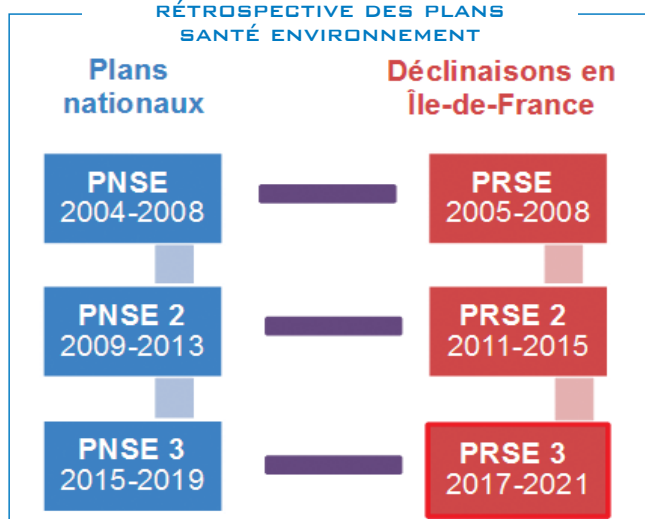 RÉTROSPECTIVE DES PLANS
SANTÉ ENVIRONNEMENT
Plans
nationaux
Déclinaisons en
Île-de-France
PNSE
2004-2008
PRSE
2005-2008
PNSE 2
2009-2013
PRSE 2
2011-2015
PNSE 3
2015-2019
PRSE 3
2017-2021